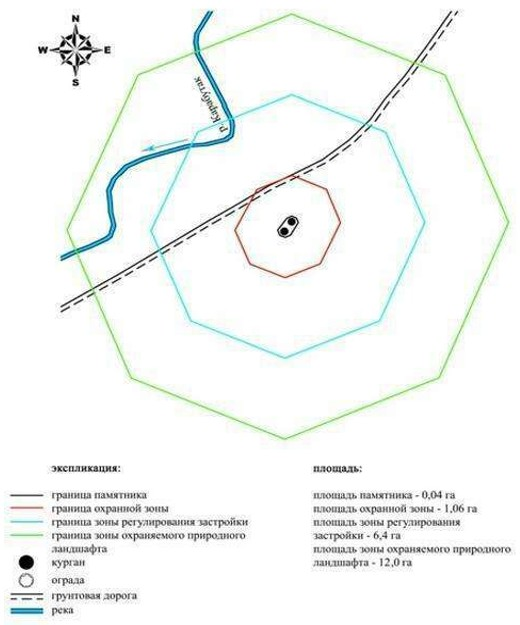 N
W E
S
р. Карабутак
экспликация:
граница памятника
граница охранной зоны
граница зоны регулирования застройки
граница зоны охраняемого природного
ландшафта
курган
ограда
грунтовая дорога
река
площадь:
площадь памятника - 0,04 га
площадь охранной зоны - 1,06 га
площадь зоны регулирования
застройки - 6,4 га
площадь зоны охраняемого природного
ландшафта - 12,0 га